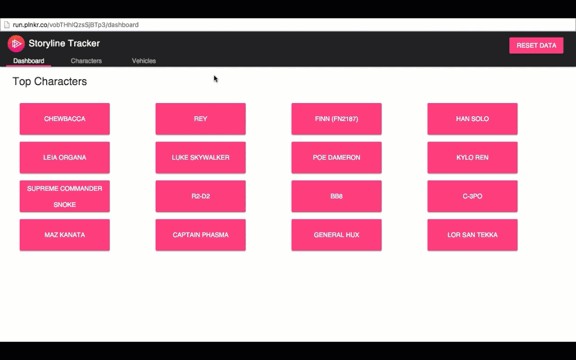 run.plnkr.co/vobTHhlQzxSjBTp3/dashboard
Storyline Tracker
RESET DATA
Dashboard Characters Vehicles
Top Characters
CHEWBACCA REY FINN (FN2187) HAN SOLO
LEIA ORGANA LUKE SKYWALKER POE DAMERON KYLO REN
SUPREME COMMANDER
SNOKE
R2-D2 BB8 C-3PO
MAZ KANATA CAPTAIN PHASMA GENERAL HUX LOR SAN TEKKA